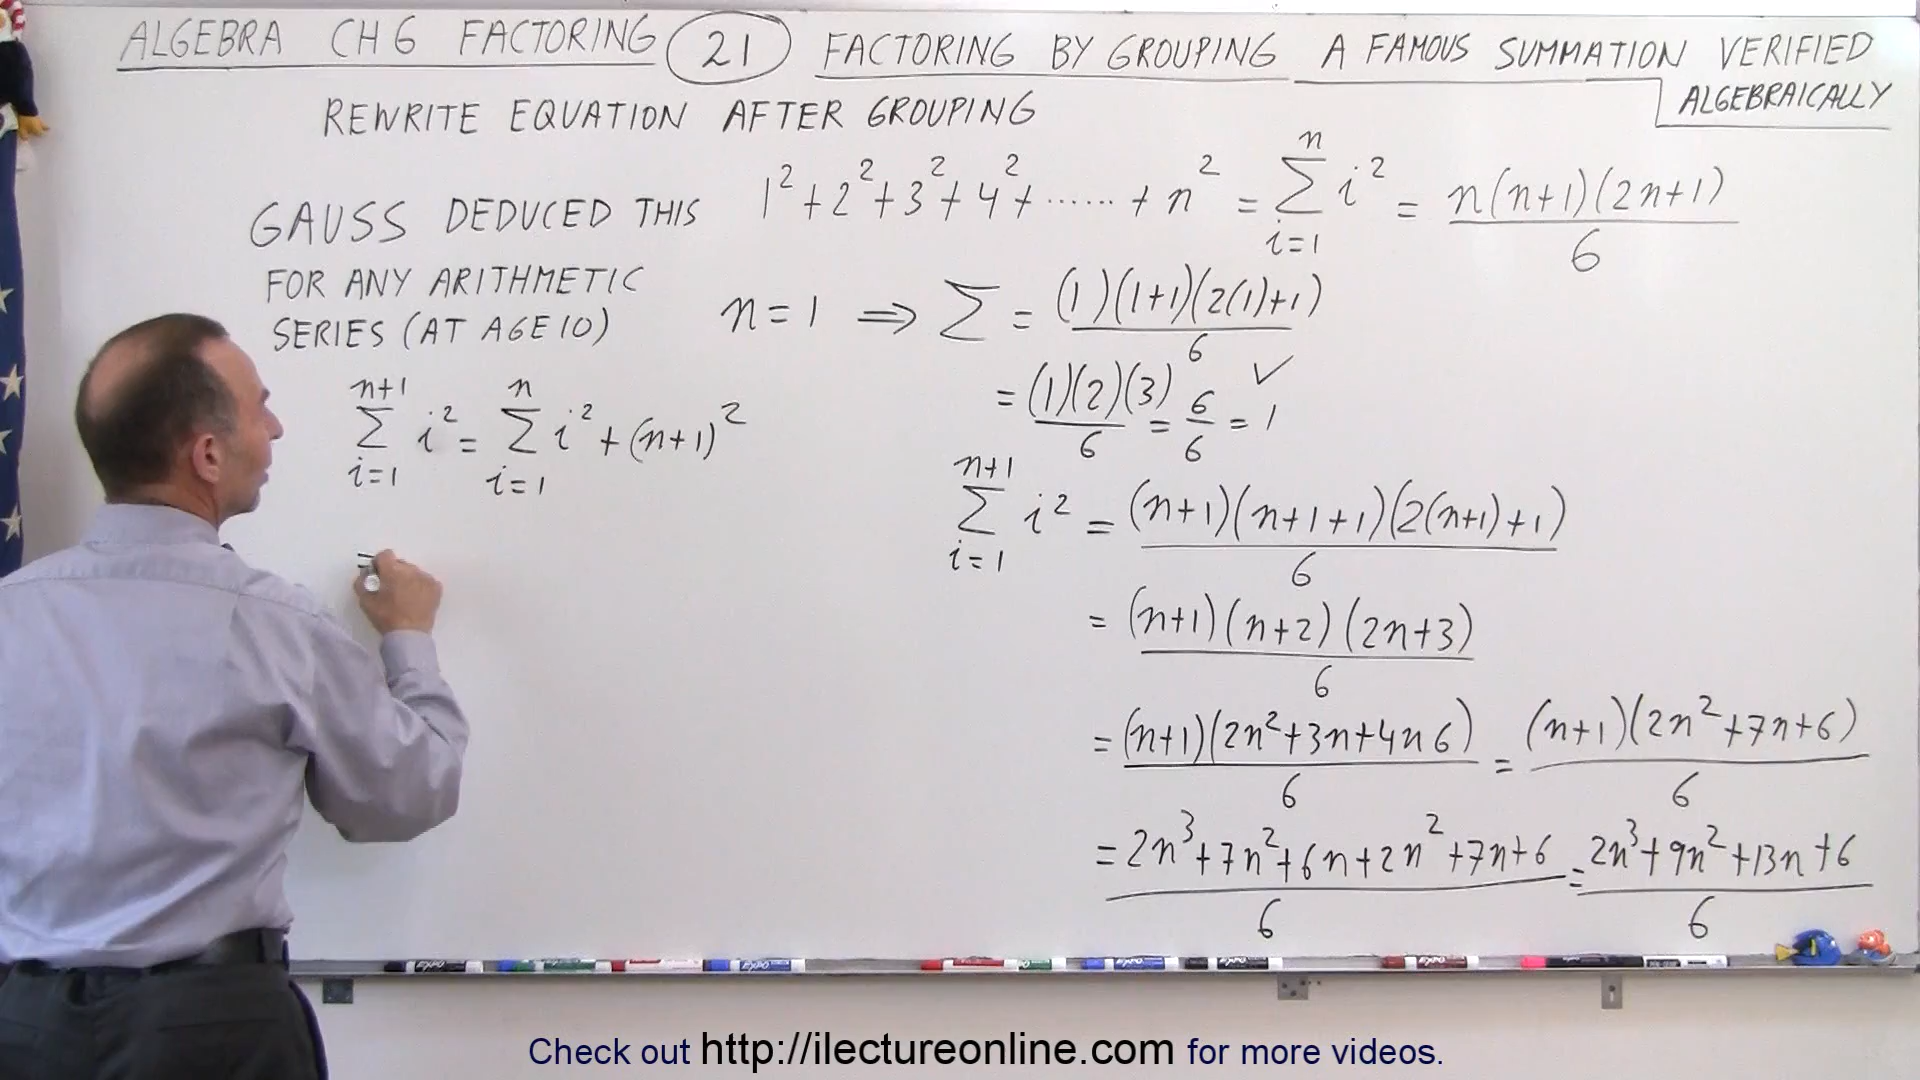 ALGEBRA CH 6 FACTORING 21 FACTORING BY GROUPING A FAMOUS SUMMATION VERIFIED
ALGEBRAICALLY
REWRITE EQUATION AFTER GROUPING
GAUSS DEDUCED THIS
FOR ANY ARITHMETIC
SERIES (AT AGE 10)
1² + 2² + 3² + 4² + ...... + n² = ∑_{i=1}^{n} i² = n(n+1)(2n+1)/6
n = 1 ⇒ ∑ = (1)(1+1)(2(1)+1)/6
= (1)(2)(3)/6 = 6/6 = 1 ✓
∑_{i=1}^{n+1} i² = ∑_{i=1}^{n} i² + (n+1)²
=
∑_{i=1}^{n+1} i² = (n+1)(n+1+1)(2(n+1)+1)/6
= (n+1)(n+2)(2n+3)/6
= (n+1)(2n²+3n+4n 6)/6 = (n+1)(2n²+7n+6)/6
= 2n³+7n²+6n+2n²+7n+6/6 = 2n³+9n²+13n+6/6
Check out http://ilectureonline.com for more videos.